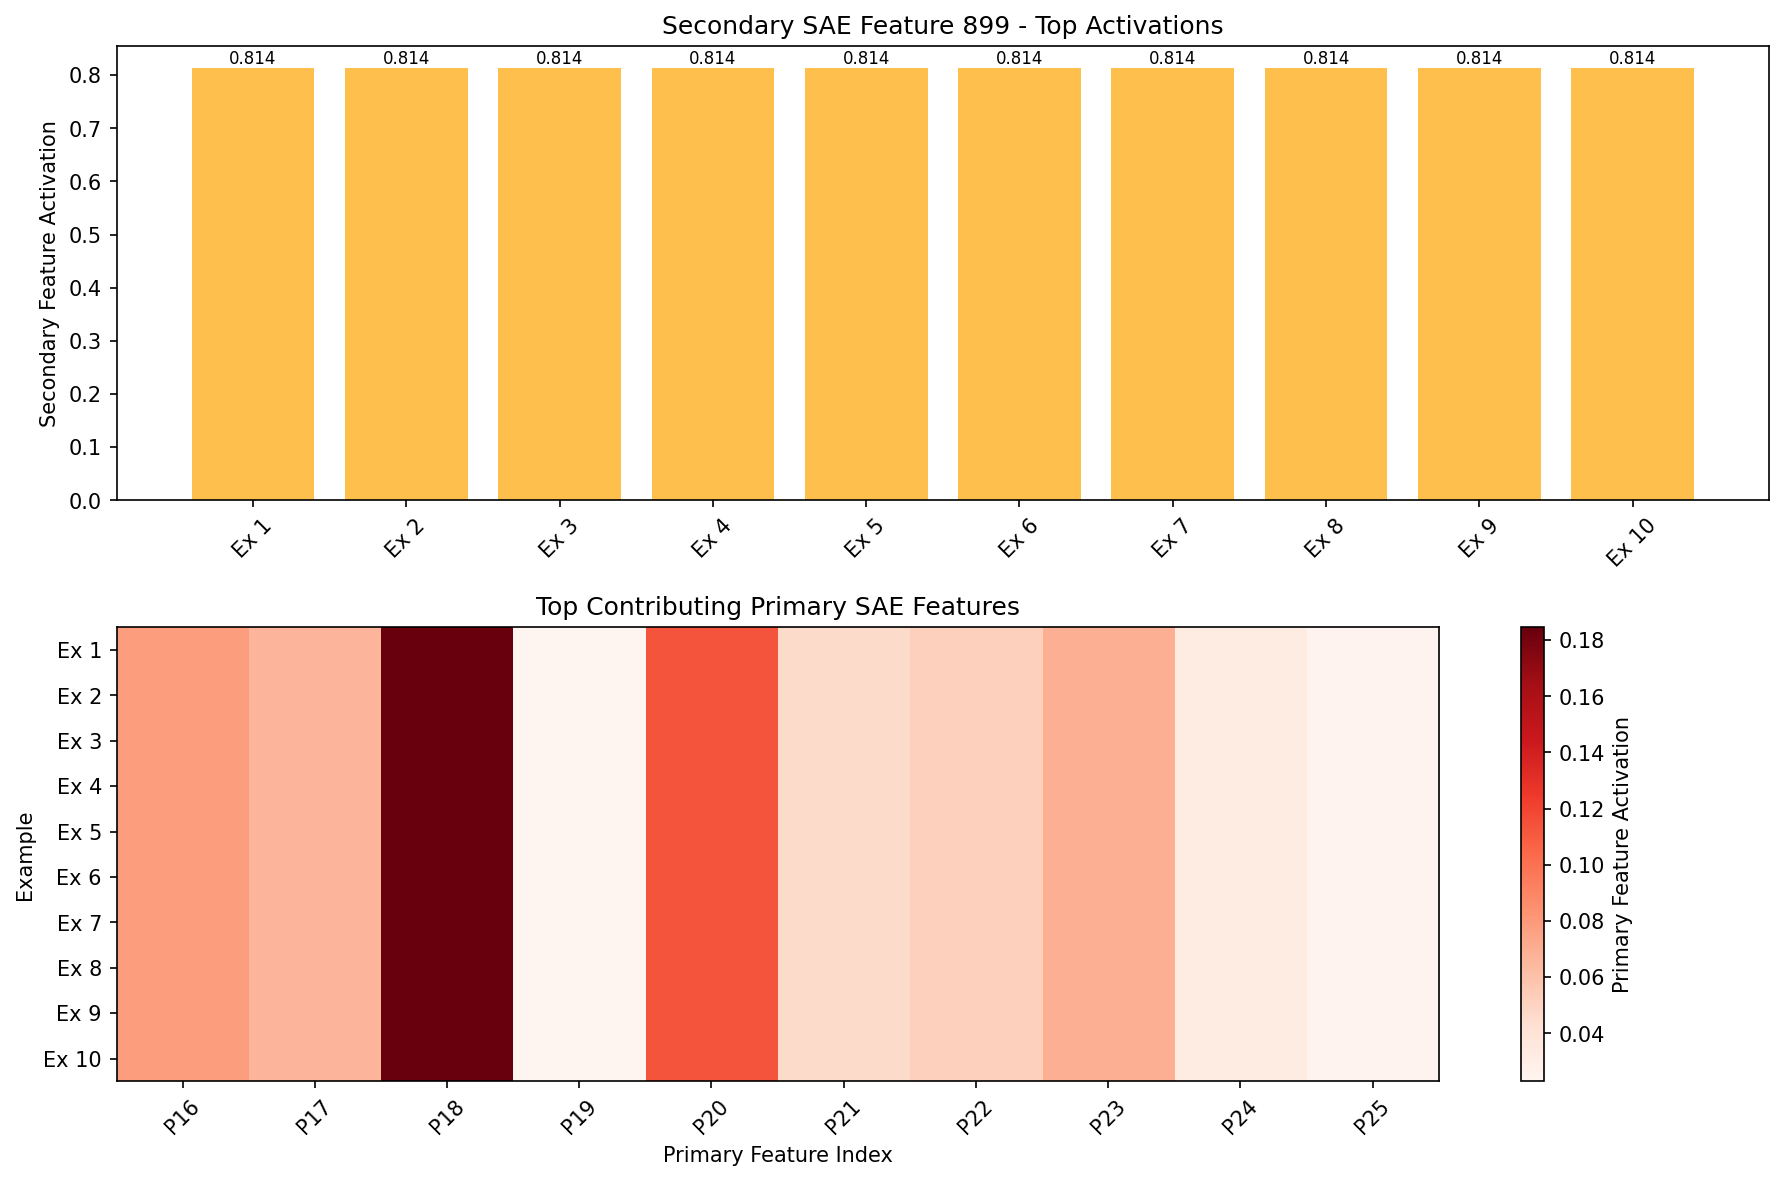 Secondary SAE Feature 899 - Top Activations
0.814 0.814 0.814 0.814 0.814 0.814 0.814 0.814 0.814 0.814
Secondary Feature Activation
0.8
0.7
0.6
0.5
0.4
0.3
0.2
0.1
0.0
Ex 1 Ex 2 Ex 3 Ex 4 Ex 5 Ex 6 Ex 7 Ex 8 Ex 9 Ex 10
Top Contributing Primary SAE Features
Example
Ex 1
Ex 2
Ex 3
Ex 4
Ex 5
Ex 6
Ex 7
Ex 8
Ex 9
Ex 10
P16 P17 P18 P19 P20 P21 P22 P23 P24 P25
Primary Feature Index
0.18
0.16
0.14
0.12
0.10
0.08
0.06
0.04
Primary Feature Activation